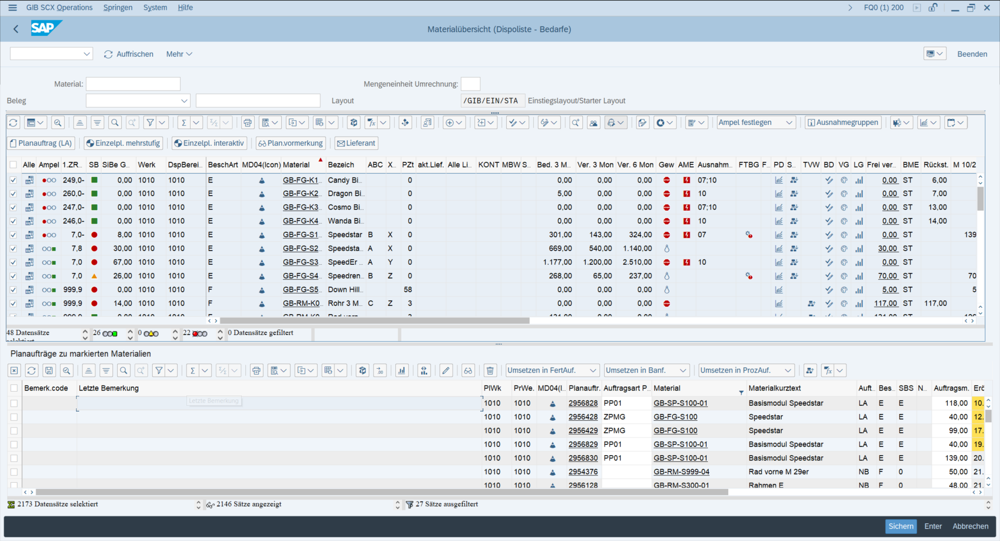 GIB SCX Operations Springen System Hilfe FQ0 (1) 200
SAP Materialübersicht (Dispoliste - Bedarfe)
Auffrischen Mehr Beenden
Material: Mengeneinheit Umrechnung:
Beleg Layout /GIB/EIN/STA Einstiegslayout/Starter Layout
Ampel festlegen Ausnahmegruppen
Planauftrag (LA) Einzelpl. mehrstufig Einzelpl. interaktiv Plan.vormerkung Lieferant
Alle Ampel 1.ZR... SB SiBe G... Werk DspBerei... BeschArt MD04(Icon) Material Bezeich ABC X... PZt akt.Lief. Alle Li... KONT MBW S... Bed. 3 M... Ver. 3 Mon Ver. 6 Mon Gew AME Ausnahm... FTBG F... PD S... TVW BD VG LG Frei ver... BME Rückst. M 10/2
249,0- 0,00 1010 1010 E GB-FG-K1... Candy Bi... 0 0,00 0,00 0,00 07;10 0,00 ST 6,00
260,0- 0,00 1010 1010 E GB-FG-K2... Dragon Bi... 0 5,00 0,00 0,00 10 0,00 ST 7,00
247,0- 0,00 1010 1010 E GB-FG-K3... Cosmo Bi... 0 0,00 0,00 0,00 07;10 0,00 ST 13,00
246,0- 0,00 1010 1010 E GB-FG-K4... Wanda Bi... 0 0,00 0,00 0,00 10 0,00 ST 14,00
7,0- 8,00 1010 1010 E GB-FG-S1... Speedstar B X 0 301,00 143,00 324,00 07 0,00 ST 139
7,8 30,00 1010 1010 E GB-FG-S2... Speedsta... A X 0 669,00 540,00 1.140,00 30,00 ST
7,0 67,00 1010 1010 E GB-FG-S3... SpeedEr ... A Y 0 1.177,00 1.200,00 2.510,00 10 0,00 ST
7,0 26,00 1010 1010 E GB-FG-S4... Speedren... B Z 0 268,00 65,00 237,00 70,00 ST 70
999,9 0,00 1010 1010 F GB-FG-S5... Down Hill... 58 0,00 0,00 0,00 5,00 ST 5
999,9 14,00 1010 1010 F GB-RM-K0... Rohr 3 M... C Z 3 0,00 0,00 0,00 117,00 ST 117,00
999,9 0,00 1010 1010 F GB-RM-K0... Rad vorn... 3 131,00 0,00 0,00 131,00 ST
48 Datensätze selektiert 26 0 22 0 Datensätze gefiltert
Planaufträge zu markierten Materialien
Umsetzen in FertAuf. Umsetzen in Banf. Umsetzen in ProzAuf.
Bemerk.code Letzte Bemerkung PlWk PrWe. MD04(I... Planauftr. Auftragsart P... Material Materialkurztext Auft... Bes... SBS N... Auftragsm. Erö
Letzte Bemerkung
1010 1010 2956828 PP01 GB-SP-S100-01 Basismodul Speedstar LA E E 118,00 10.
1010 1010 2956428 ZPMG GB-FG-S100 Speedstar LA E E 40,00 12.
1010 1010 2956429 ZPMG GB-FG-S100 Speedstar LA E E 99,00 17.
1010 1010 2956829 PP01 GB-SP-S100-01 Basismodul Speedstar LA E E 40,00 19.
1010 1010 2956830 PP01 GB-SP-S100-01 Basismodul Speedstar LA E E 139,00 20.
1010 1010 2954376 GB-RM-S999-04 Rad vorne M 29er NB F 0 50,00 21.
1010 1010 2956128 GB-RM-S300-01 Rahmen E NB F 0 48,00 21.
2173 Datensätze selektiert 2146 Sätze angezeigt 27 Sätze ausgefiltert
Sichern Enter Abbrechen